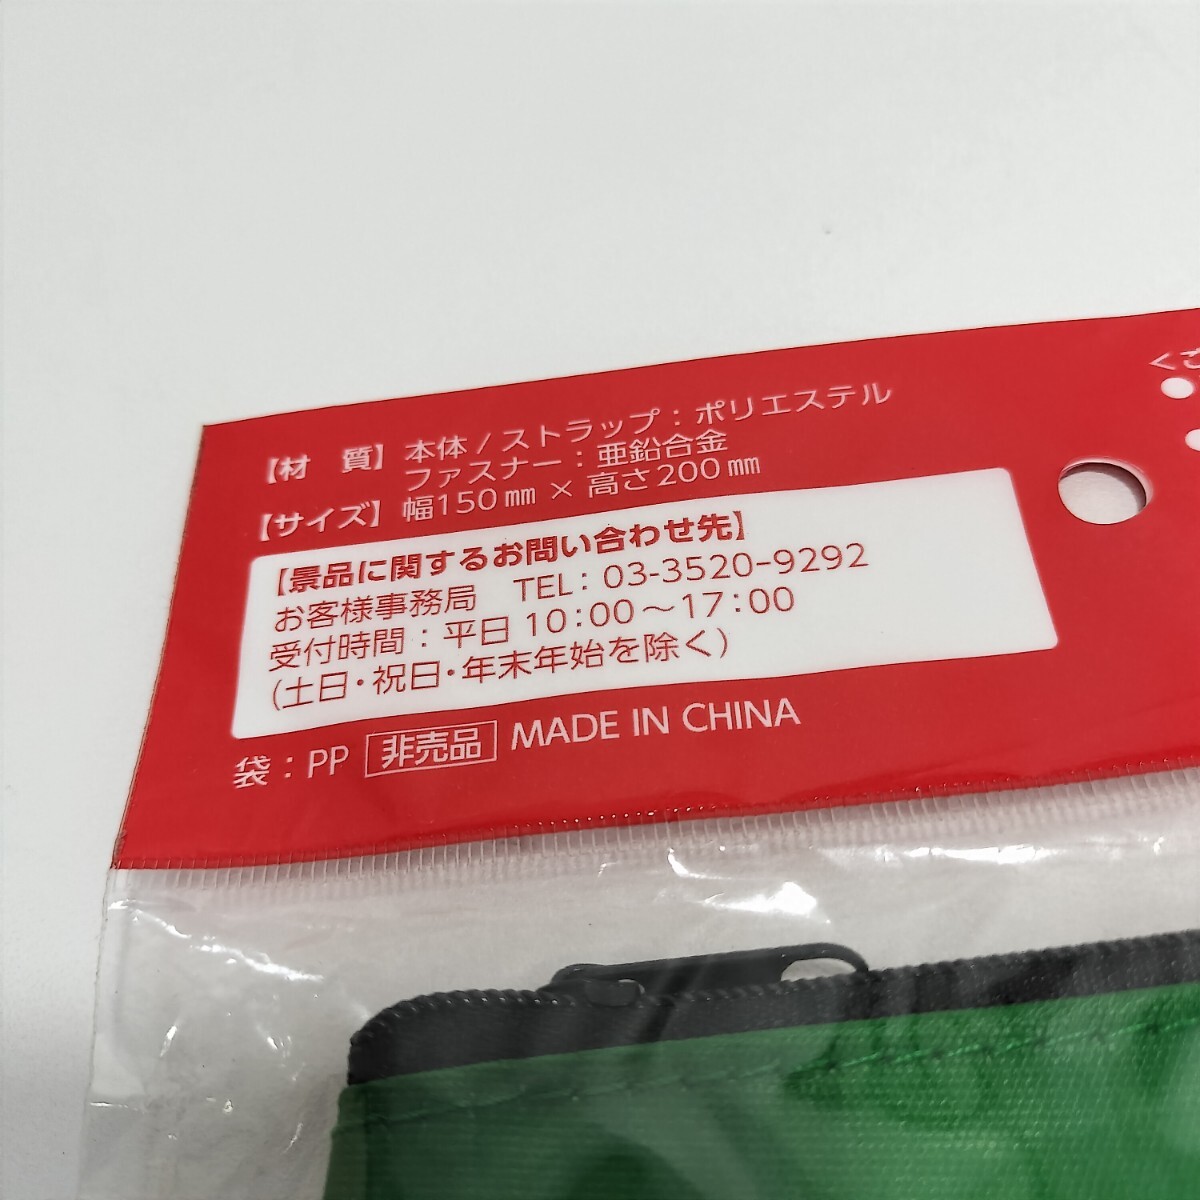 【材　質】本体/ストラップ：ポリエステル
ファスナー：亜鉛合金
【サイズ】幅150㎜ × 高さ200㎜
【景品に関するお問い合わせ先】
お客様事務局　TEL：03-3520-9292
受付時間：平日 10：00～17：00
(土日・祝日・年末年始を除く)
袋：PP 非売品 MADE IN CHINA
<ご
●
●